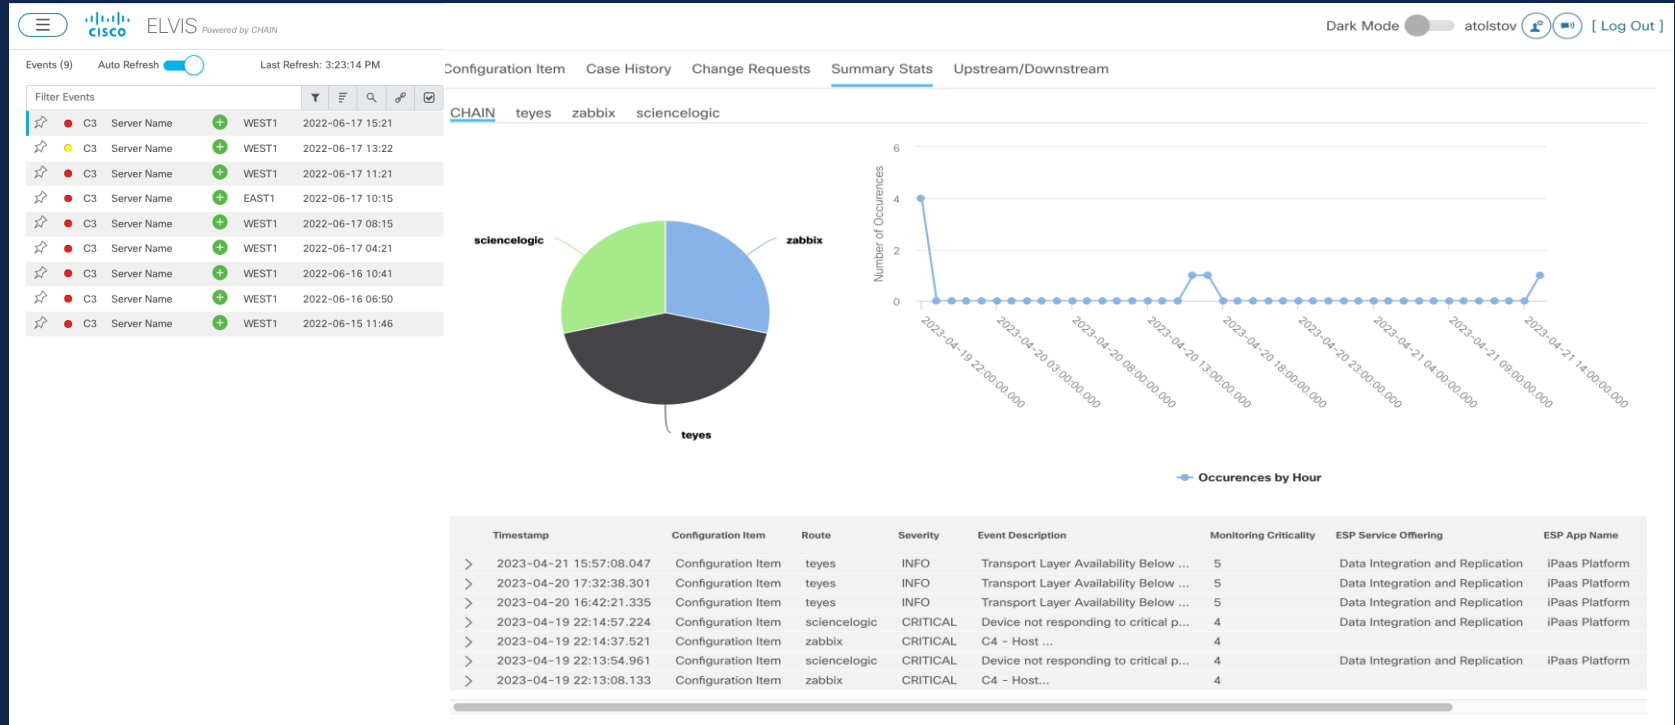 CISCO ELVIS Powered by CHAIN Dark Mode atolstov [ Log Out ]
Events (9) Auto Refresh Last Refresh: 3:23:14 PM
Configuration Item Case History Change Requests Summary Stats Upstream/Downstream
Filter Events
CHAIN teyes zabbix sciencelogic
C3 Server Name WEST1 2022-06-17 15:21
C3 Server Name WEST1 2022-06-17 13:22
C3 Server Name WEST1 2022-06-17 11:21
C3 Server Name EAST1 2022-06-17 10:15
C3 Server Name WEST1 2022-06-17 08:15
C3 Server Name WEST1 2022-06-17 04:21
C3 Server Name WEST1 2022-06-16 10:41
C3 Server Name WEST1 2022-06-16 06:50
C3 Server Name WEST1 2022-06-15 11:46
sciencelogic
zabbix
teyes
Number of Occurences
6
4
2
0
2023-04-19 22:00:00.000
2023-04-20 03:00:00.000
2023-04-20 08:00:00.000
2023-04-20 13:00:00.000
2023-04-20 18:00:00.000
2023-04-20 23:00:00.000
2023-04-21 04:00:00.000
2023-04-21 09:00:00.000
2023-04-21 14:00:00.000
Occurences by Hour
Timestamp Configuration Item Route Severity Event Description Monitoring Criticality ESP Service Offiering ESP App Name
2023-04-21 15:57:08.047 Configuration Item teyes INFO Transport Layer Availability Below ... 5 Data Integration and Replication iPaas Platform
2023-04-20 17:32:38.301 Configuration Item teyes INFO Transport Layer Availability Below ... 5 Data Integration and Replication iPaas Platform
2023-04-20 16:42:21.335 Configuration Item teyes INFO Transport Layer Availability Below ... 5 Data Integration and Replication iPaas Platform
2023-04-19 22:14:57.224 Configuration Item sciencelogic CRITICAL Device not responding to critical p... 4 Data Integration and Replication iPaas Platform
2023-04-19 22:14:37.521 Configuration Item zabbix CRITICAL C4 - Host ... 4
2023-04-19 22:13:54.961 Configuration Item sciencelogic CRITICAL Device not responding to critical p... 4 Data Integration and Replication iPaas Platform
2023-04-19 22:13:08.133 Configuration Item zabbix CRITICAL C4 - Host... 4